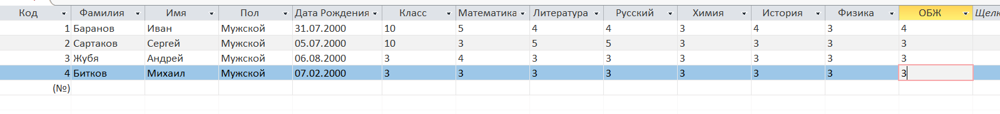 Код Фамилия Имя Пол Дата Рождения Класс Математика Литература Русский Химия История Физика ОБЖ Щелк
1 Баранов Иван Мужской 31.07.2000 10 5 4 4 3 4 3 4
2 Сартаков Сергей Мужской 05.07.2000 10 3 5 5 3 3 3 3
3 Жубя Андрей Мужской 06.08.2000 3 4 3 3 3 3 3 3
4 Битков Михаил Мужской 07.02.2000 3 3 3 3 3 3 3 3
(№)